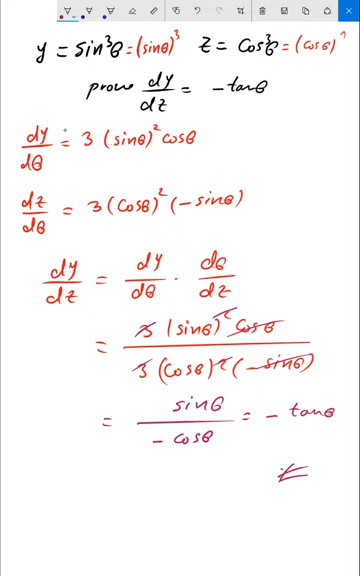 y = sin³θ = (sinθ)³  z = cos³θ = (cosθ)
prove dy/dz = - tanθ
dy/dθ = 3 (sinθ)² cosθ
dz/dθ = 3 (cosθ)² (-sinθ)
dy/dz = dy/dθ · dθ/dz
= 3 (sinθ)² cosθ / 3 (cosθ)² (-sinθ)
= sinθ / - cosθ = - tanθ